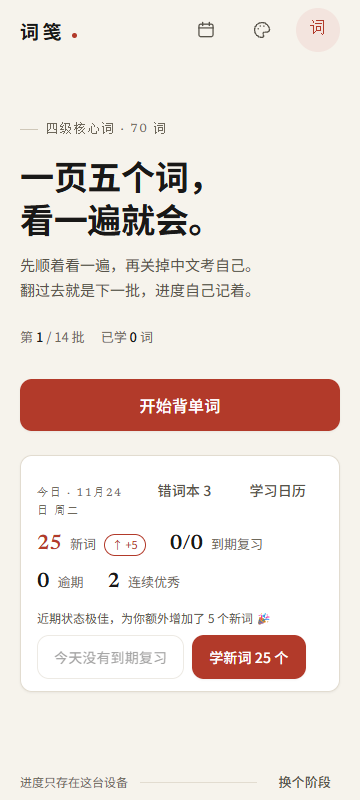 词笺
词
四级核心词 · 70 词
一页五个词，
看一遍就会。
先顺着看一遍，再关掉中文考自己。
翻过去就是下一批，进度自己记着。
第 1 / 14 批 已学 0 词
开始背单词
今日 · 11月24日 周二
错词本 3 学习日历
25 新词 ↑ +5 0/0 到期复习
0 逾期 2 连续优秀
近期状态极佳，为你额外增加了 5 个新词 🎉
今天没有到期复习 学新词 25 个
进度只存在这台设备 换个阶段